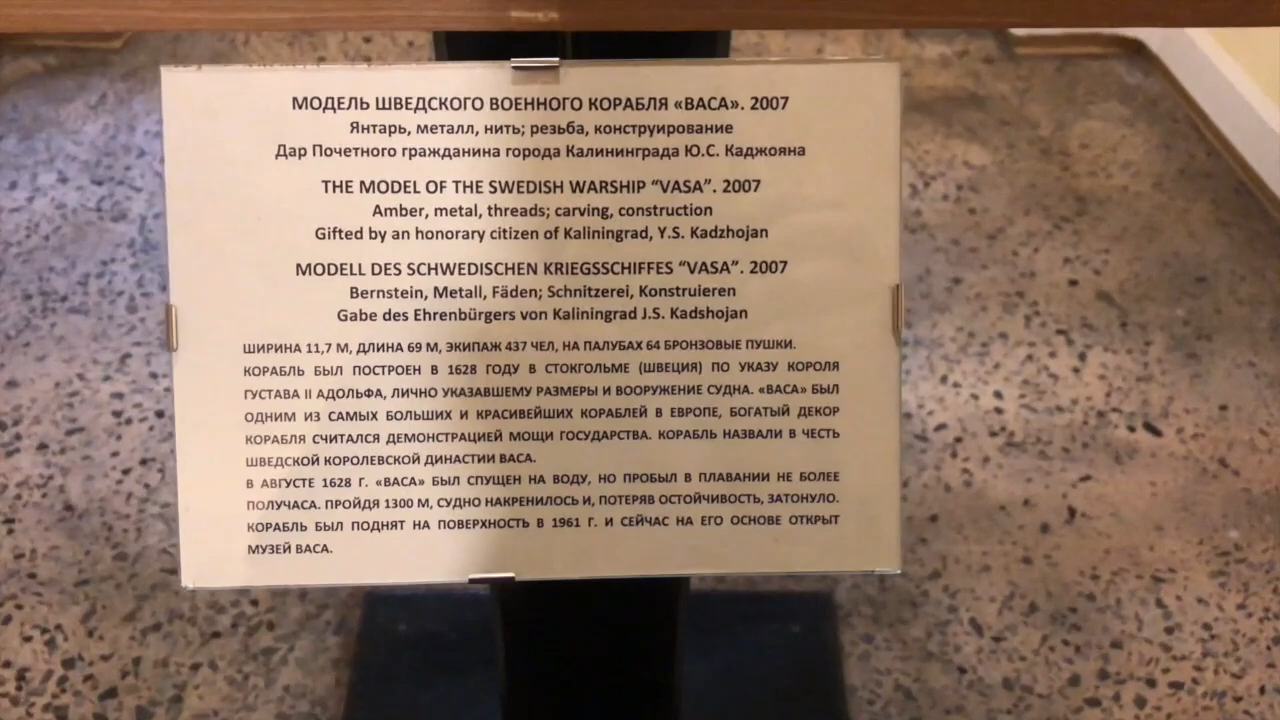 МОДЕЛЬ ШВЕДСКОГО ВОЕННОГО КОРАБЛЯ «ВАСА». 2007
Янтарь, металл, нить; резьба, конструирование
Дар Почетного гражданина города Калининграда Ю.С. Каджояна
THE MODEL OF THE SWEDISH WARSHIP “VASA”. 2007
Amber, metal, threads; carving, construction
Gifted by an honorary citizen of Kaliningrad, Y.S. Kadzhojan
MODELL DES SCHWEDISCHEN KRIEGSSCHIFFES “VASA”. 2007
Bernstein, Metall, Fäden; Schnitzerei, Konstruieren
Gabe des Ehrenbürgers von Kaliningrad J.S. Kadshojan
ШИРИНА 11,7 М, ДЛИНА 69 М, ЭКИПАЖ 437 ЧЕЛ, НА ПАЛУБАХ 64 БРОНЗОВЫЕ ПУШКИ.
КОРАБЛЬ БЫЛ ПОСТРОЕН В 1628 ГОДУ В СТОКГОЛЬМЕ (ШВЕЦИЯ) ПО УКАЗУ КОРОЛЯ
ГУСТАВА II АДОЛЬФА, ЛИЧНО УКАЗАВШЕМУ РАЗМЕРЫ И ВООРУЖЕНИЕ СУДНА. «ВАСА» БЫЛ
ОДНИМ ИЗ САМЫХ БОЛЬШИХ И КРАСИВЕЙШИХ КОРАБЛЕЙ В ЕВРОПЕ, БОГАТЫЙ ДЕКОР
КОРАБЛЯ СЧИТАЛСЯ ДЕМОНСТРАЦИЕЙ МОЩИ ГОСУДАРСТВА. КОРАБЛЬ НАЗВАЛИ В ЧЕСТЬ
ШВЕДСКОЙ КОРОЛЕВСКОЙ ДИНАСТИИ ВАСА.
В АВГУСТЕ 1628 Г. «ВАСА» БЫЛ СПУЩЕН НА ВОДУ, НО ПРОБЫЛ В ПЛАВАНИИ НЕ БОЛЕЕ
ПОЛУЧАСА. ПРОЙДЯ 1300 М, СУДНО НАКРЕНИЛОСЬ И, ПОТЕРЯВ ОСТОЙЧИВОСТЬ, ЗАТОНУЛО.
КОРАБЛЬ БЫЛ ПОДНЯТ НА ПОВЕРХНОСТЬ В 1961 Г. И СЕЙЧАС НА ЕГО ОСНОВЕ ОТКРЫТ
МУЗЕЙ ВАСА.